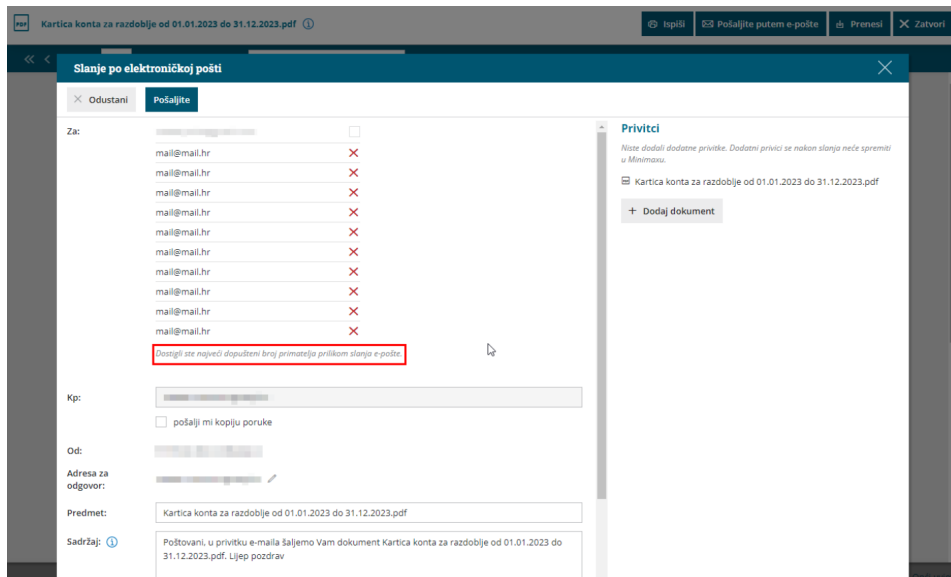 PDF Kartica konta za razdoblje od 01.01.2023 do 31.12.2023.pdf
Ispiši
Pošaljite putem e-pošte
Prenesi
Zatvori
Slanje po elektroničkoj pošti
Odustani
Pošaljite
Za:
mail@mail.hr
mail@mail.hr
mail@mail.hr
mail@mail.hr
mail@mail.hr
mail@mail.hr
mail@mail.hr
mail@mail.hr
mail@mail.hr
mail@mail.hr
Dostigli ste najveći dopušteni broj primatelja prilikom slanja e-pošte.
Kp:
pošalji mi kopiju poruke
Od:
Adresa za
odgovor:
Predmet:
Kartica konta za razdoblje od 01.01.2023 do 31.12.2023.pdf
Sadržaj:
Poštovani, u privitku e-maila šaljemo Vam dokument Kartica konta za razdoblje od 01.01.2023 do
31.12.2023.pdf. Lijep pozdrav
Privitci
Niste dodali dodatne privitke. Dodatni privici se nakon slanja neće spremiti
u Minimaxu.
Kartica konta za razdoblje od 01.01.2023 do 31.12.2023.pdf
+ Dodaj dokument